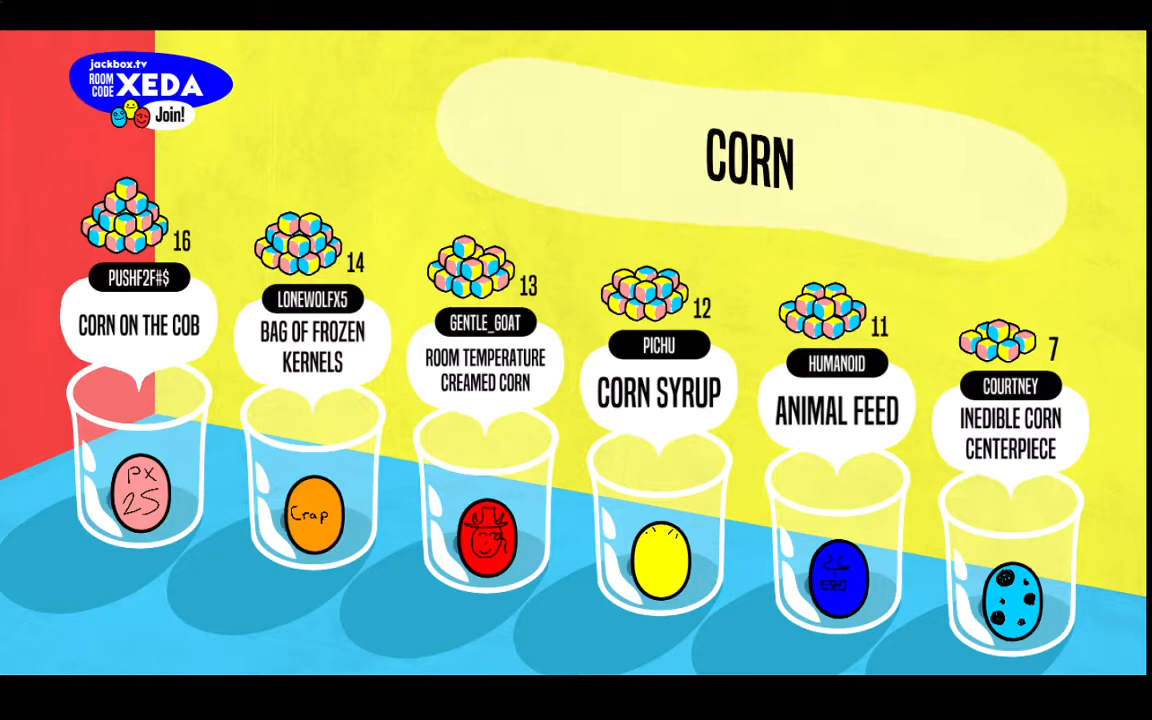 jackbox.tv
ROOM CODE XEDA
Join!
CORN
16
PUSHF2F#$
CORN ON THE COB
PX
25
14
LONEWOLFX5
BAG OF FROZEN
KERNELS
Crap
13
GENTLE_GOAT
ROOM TEMPERATURE
CREAMED CORN
12
PICHU
CORN SYRUP
11
HUMANOID
ANIMAL FEED
7
COURTNEY
INEDIBLE CORN
CENTERPIECE